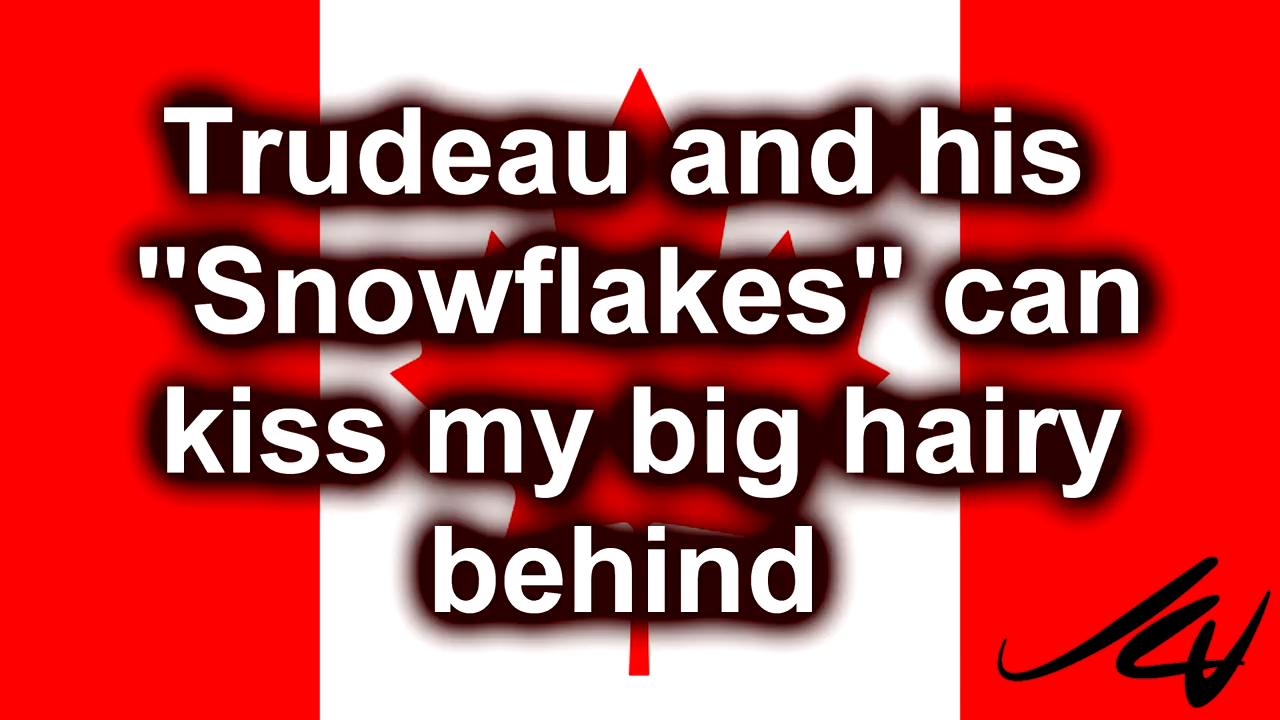 Trudeau and his
"Snowflakes" can
kiss my big hairy
behind